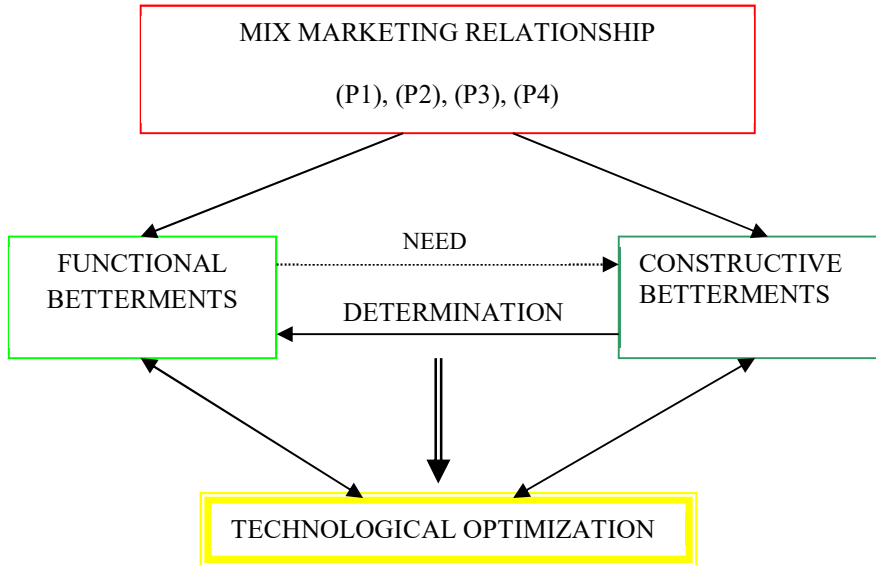 MIX MARKETING RELATIONSHIP
(P1), (P2), (P3), (P4)
NEED
FUNCTIONAL
BETTERMENTS
CONSTRUCTIVE
BETTERMENTS
DETERMINATION
TECHNOLOGICAL OPTIMIZATION